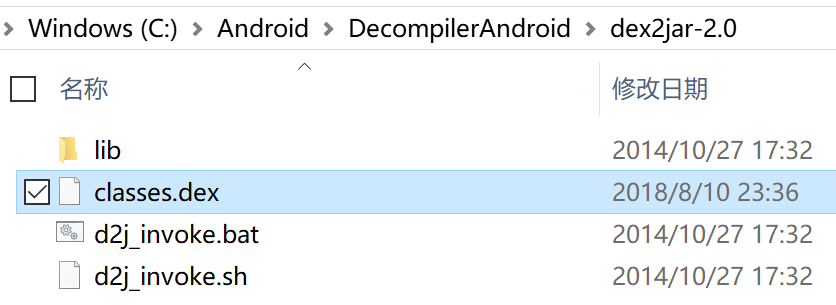 Windows (C:) > Android > DecompilerAndroid > dex2jar-2.0
名称 修改日期
lib 2014/10/27 17:32
classes.dex 2018/8/10 23:36
d2j_invoke.bat 2014/10/27 17:32
d2j_invoke.sh 2014/10/27 17:32